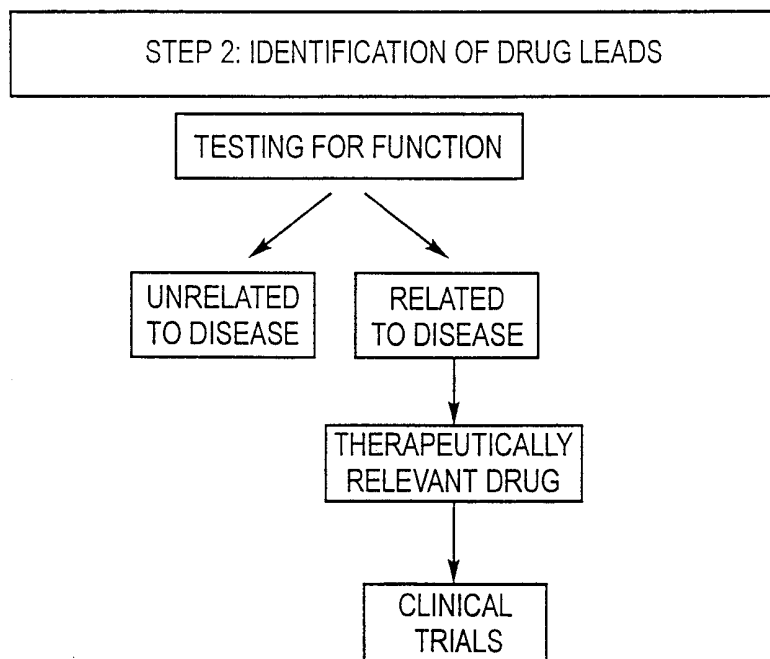 STEP 2: IDENTIFICATION OF DRUG LEADS
TESTING FOR FUNCTION
UNRELATED
TO DISEASE
RELATED
TO DISEASE
THERAPEUTICALLY
RELEVANT DRUG
CLINICAL
TRIALS